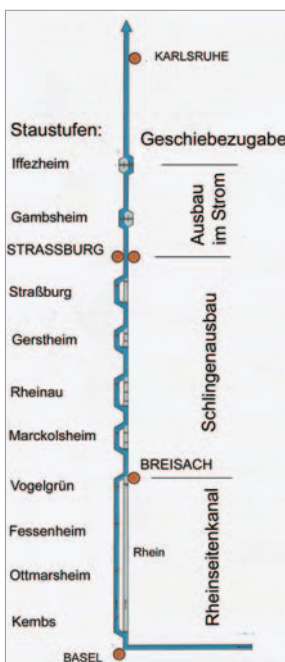 KARLSRUHE
Staustufen:
Geschiebezugabe
Iffezheim
Gambsheim
Ausbau
im Strom
STRASSBURG
Straßburg
Gerstheim
Rheinau
Marckolsheim
Schlingenausbau
BREISACH
Vogelgrün
Fessenheim
Rhein
Ottmarsheim
Kembs
Rheinseitenkanal
BASEL